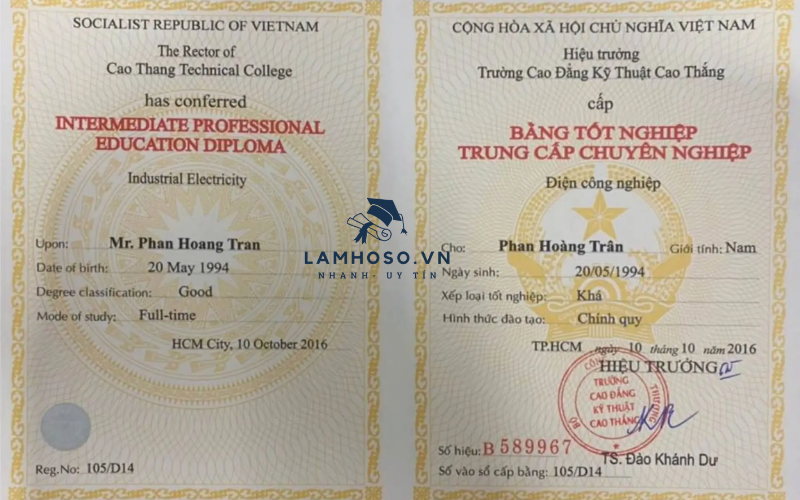 SOCIALIST REPUBLIC OF VIETNAM
The Rector of
Cao Thang Technical College
has conferred
INTERMEDIATE PROFESSIONAL
EDUCATION DIPLOMA
Industrial Electricity
Upon: Mr. Phan Hoang Tran
Date of birth: 20 May 1994
Degree classification: Good
Mode of study: Full-time
HCM City, 10 October 2016
Reg.No: 105/D14
LAMHOSO.VN
NHANH- UY TÍN
CỘNG HÒA XÃ HỘI CHỦ NGHĨA VIỆT NAM
Hiệu trưởng
Trường Cao Đẳng Kỹ Thuật Cao Thắng
cấp
BẰNG TỐT NGHIỆP
TRUNG CẤP CHUYÊN NGHIỆP
Điện công nghiệp
Cho: Phan Hoàng Trân Giới tính: Nam
Ngày sinh: 20/05/1994
Xếp loại tốt nghiệp: Khá
Hình thức đào tạo: Chính quy
TP.HCM ngày 10 tháng 10 năm 2016
HIỆU TRƯỞNG
TRƯỜNG
CAO ĐẲNG
KỸ THUẬT
CAO THẮNG
Số hiệu: B 589967
TS. Đào Khánh Dư
Số vào sổ cấp bằng: 105/D14